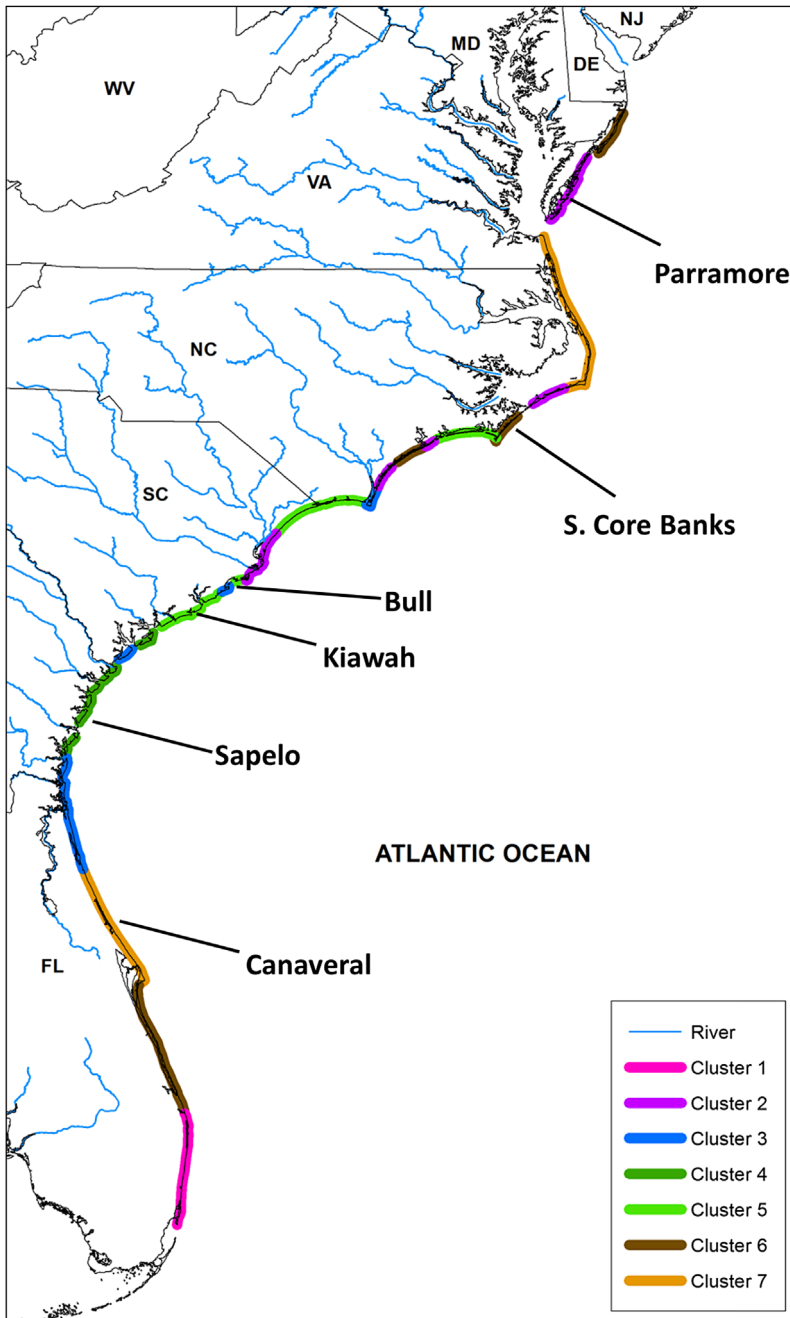 NJ
MD
DE
WV
VA
Parramore
NC
SC
S. Core Banks
Bull
Kiawah
Sapelo
ATLANTIC OCEAN
Canaveral
FL
River
Cluster 1
Cluster 2
Cluster 3
Cluster 4
Cluster 5
Cluster 6
Cluster 7